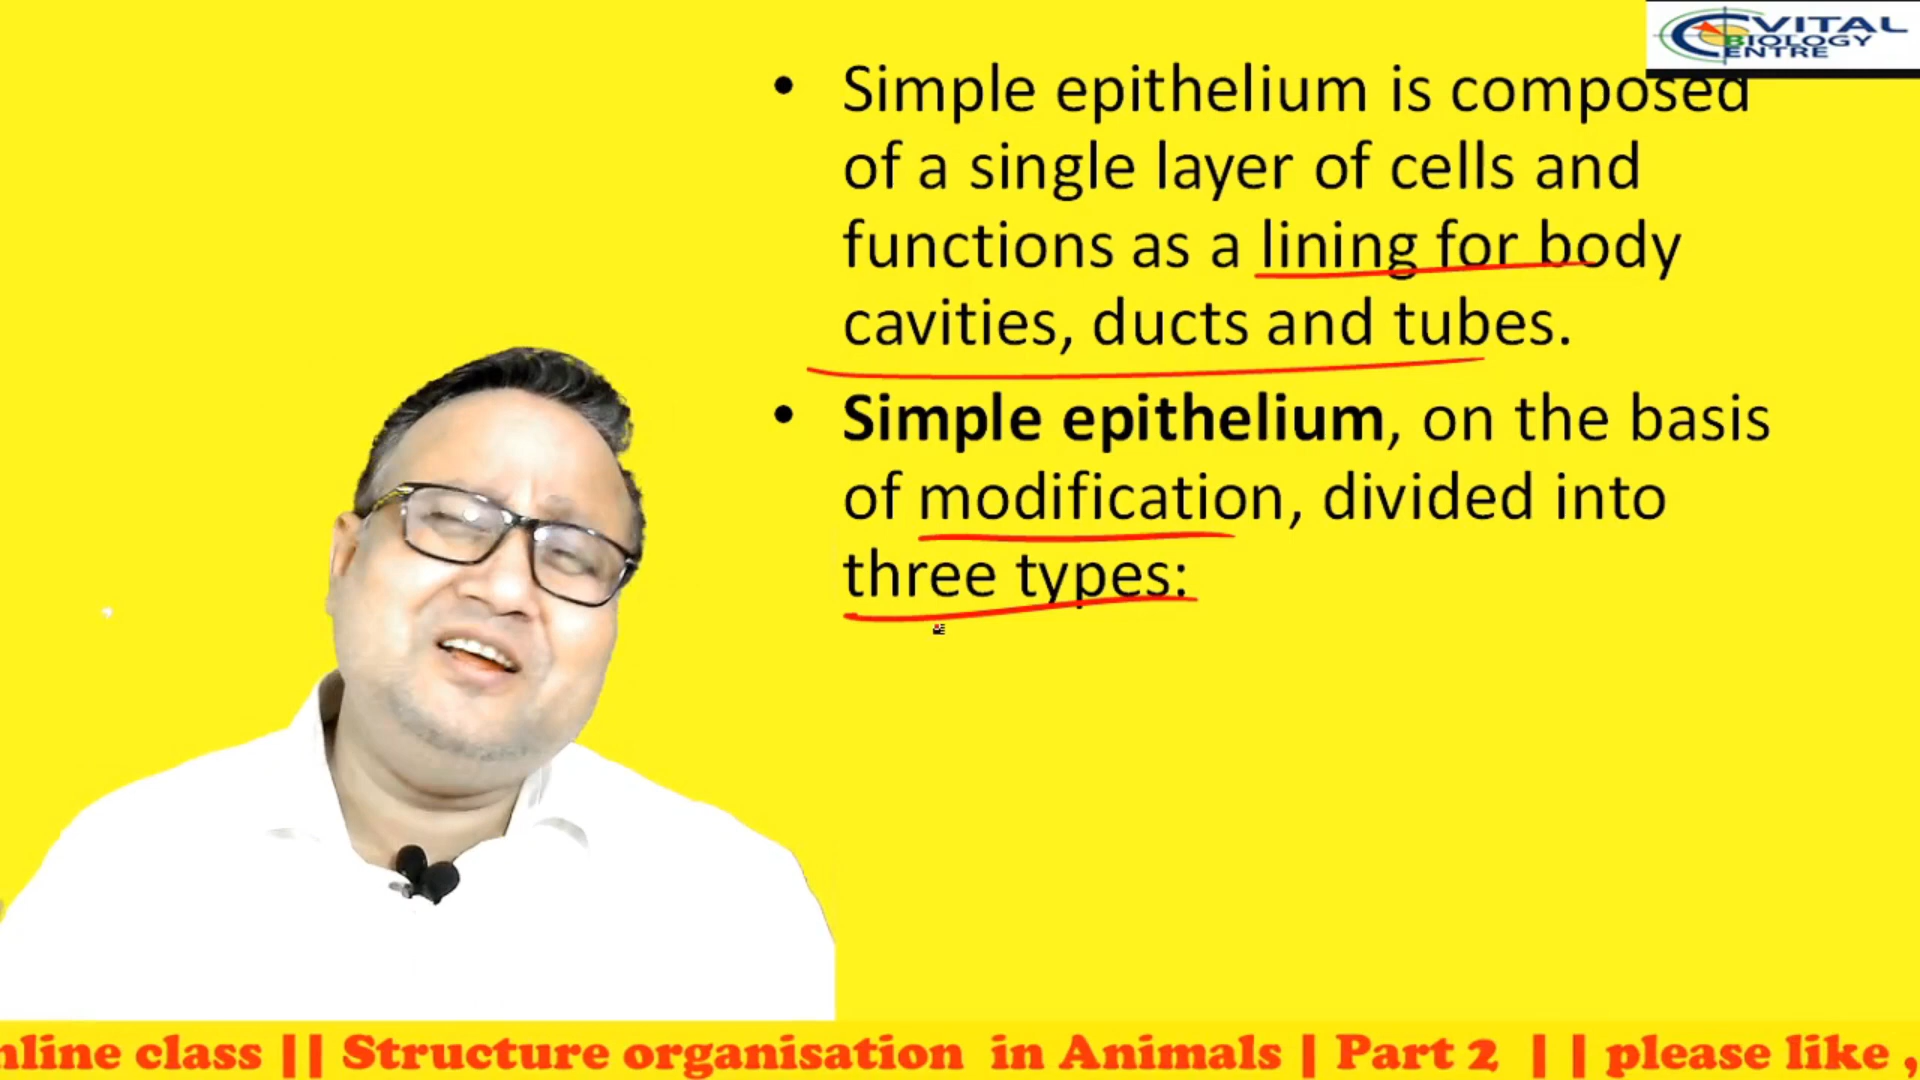 VITAL
BIOLOGY
CENTRE
• Simple epithelium is composed
of a single layer of cells and
functions as a lining for body
cavities, ducts and tubes.
• Simple epithelium, on the basis
of modification, divided into
three types:
nline class || Structure organisation in Animals | Part 2 || please like ,